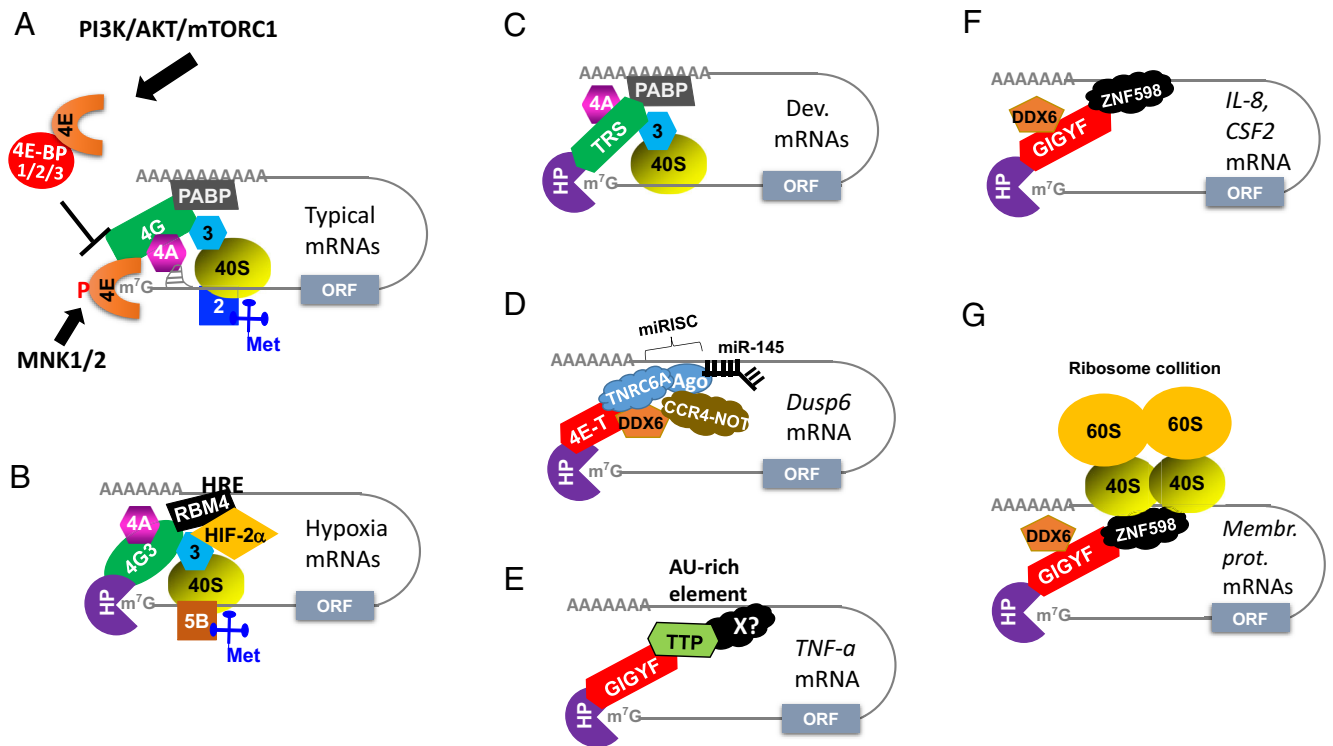 A
PI3K/AKT/mTORC1
4E
4E-BP
1/2/3
AAAAAAAAAAA
PABP
4G
3
4A
Typical
mRNAs
40S
P
4E
m7G
ORF
2
Met
MNK1/2
B
HRE
AAAAAAA
RBM4
4A
HIF-2α
Hypoxia
mRNAs
4G3
3
40S
HP
m7G
ORF
5B
Met
C
AAAAAAAAAAA
PABP
4A
Dev.
mRNAs
TRS
3
40S
HP
m7G
ORF
D
miRISC
miR-145
AAAAAAA
TNRC6A
Ago
Dusp6
mRNA
CCR4-NOT
4E-T
DDX6
HP
m7G
ORF
E
AU-rich
element
AAAAAAA
X?
TTP
TNF-a
mRNA
GIGYF
HP
m7G
ORF
F
AAAAAAA
ZNF598
IL-8,
CSF2
mRNA
DDX6
GIGYF
HP
m7G
ORF
G
Ribosome collition
60S
60S
40S
40S
AAAAAAA
ZNF598
DDX6
Membr.
prot.
mRNAs
GIGYF
HP
m7G
ORF